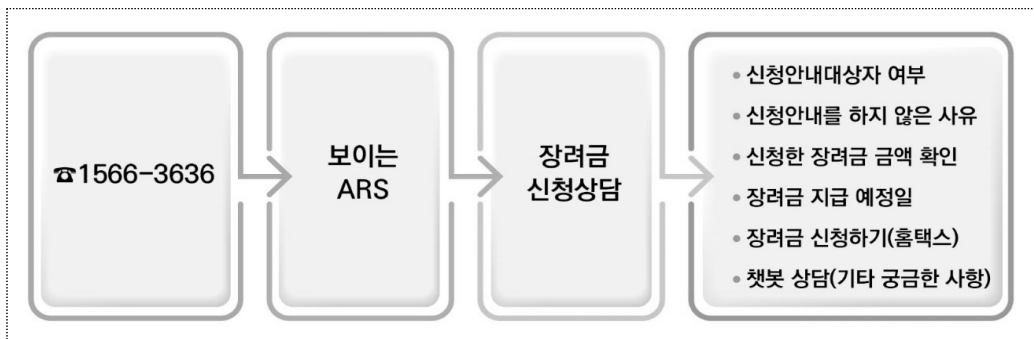 ☎1566-3636
보이는
ARS
장려금
신청상담
• 신청안내대상자 여부
• 신청안내를 하지 않은 사유
• 신청한 장려금 금액 확인
• 장려금 지급 예정일
• 장려금 신청하기(홈택스)
• 챗봇 상담(기타 궁금한 사항)